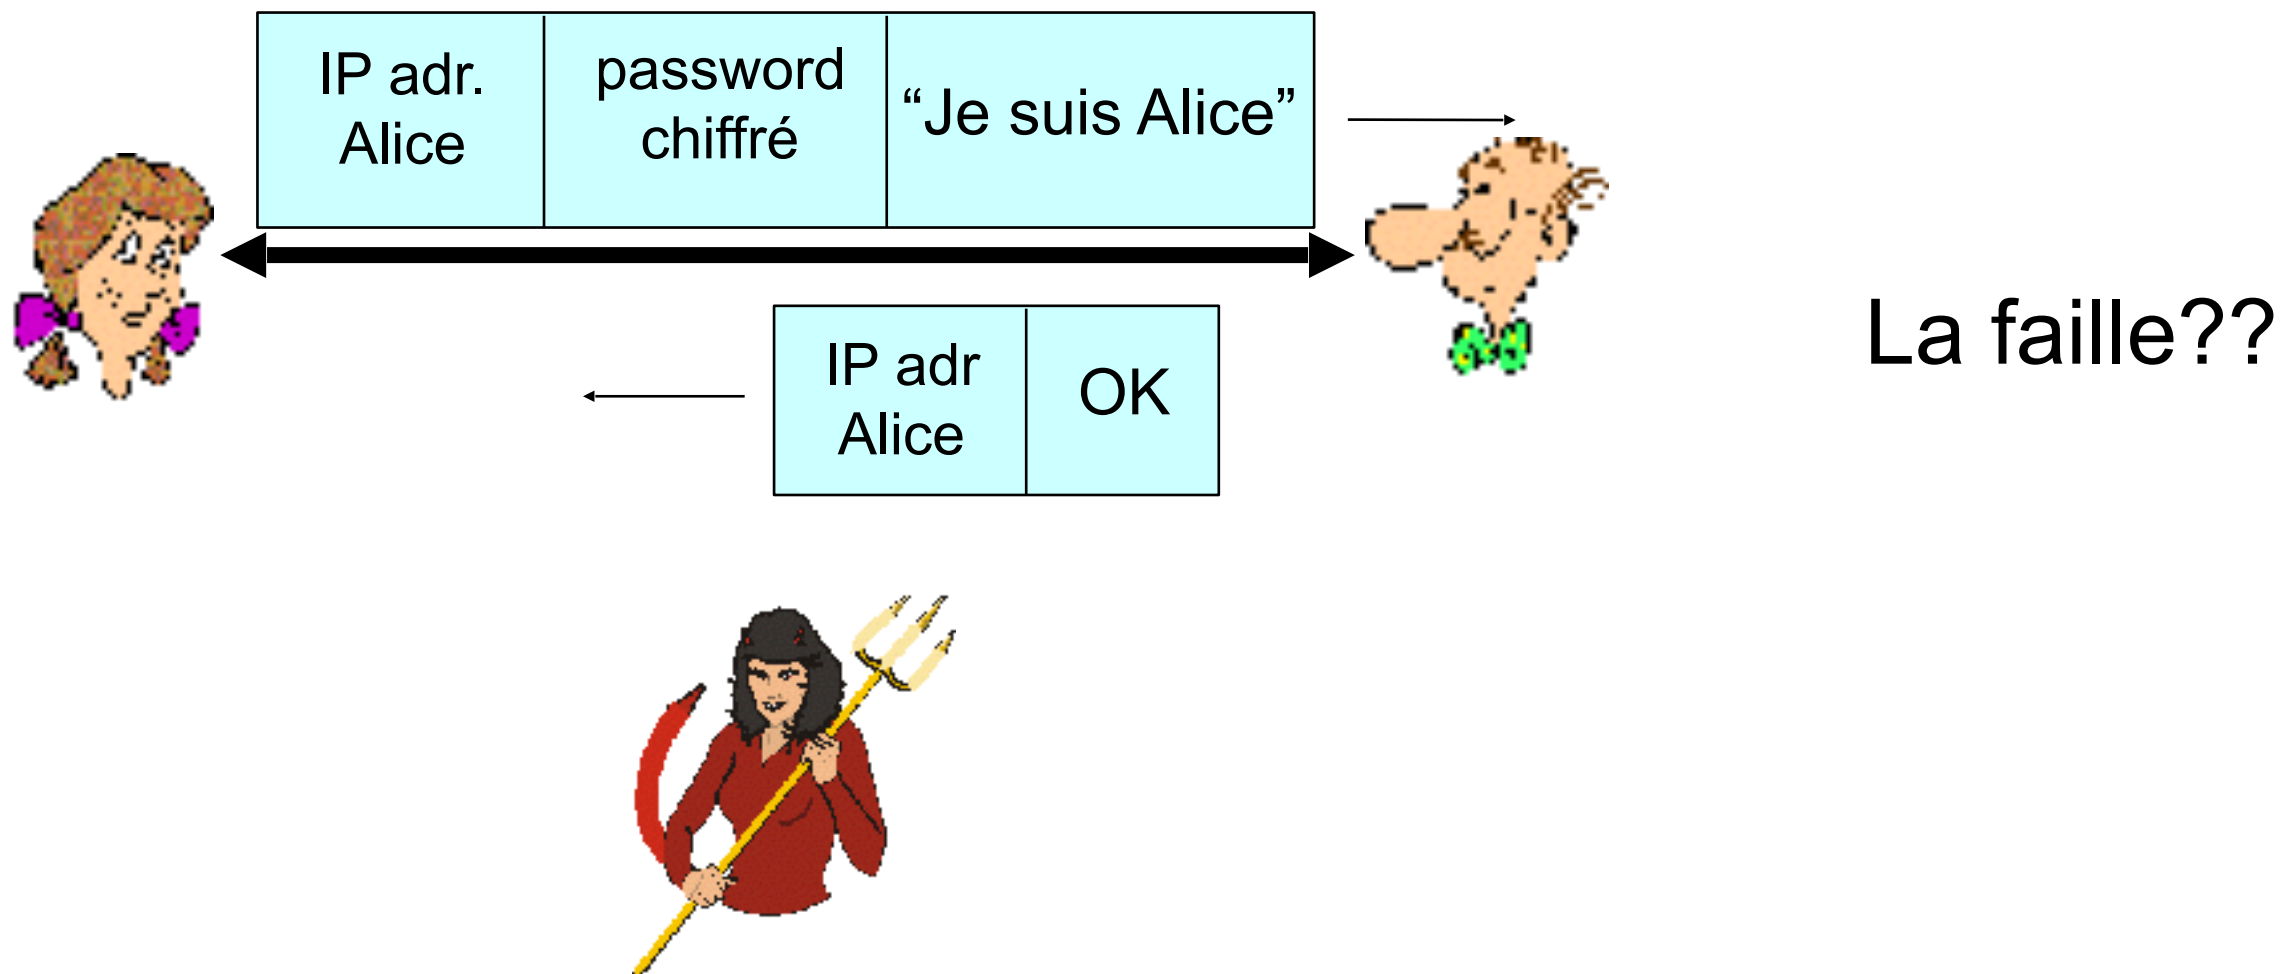 IP adr.
Alice
password
chiffré
“Je suis Alice”
IP adr
Alice
OK
La faille??